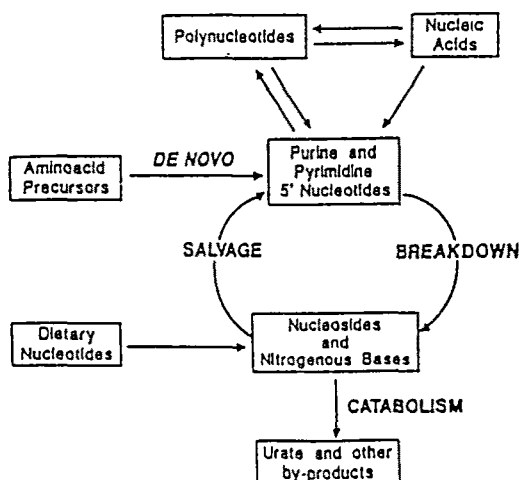 Polynucleotides
Nucleic
Acids
Aminoacid
Precursors
DE NOVO
Purine and
Pyrimidine
5' Nucleotides
SALVAGE
BREAKDOWN
Dietary
Nucleotides
Nucleosides
and
Nitrogenous Bases
CATABOLISM
Urate and other
by-products